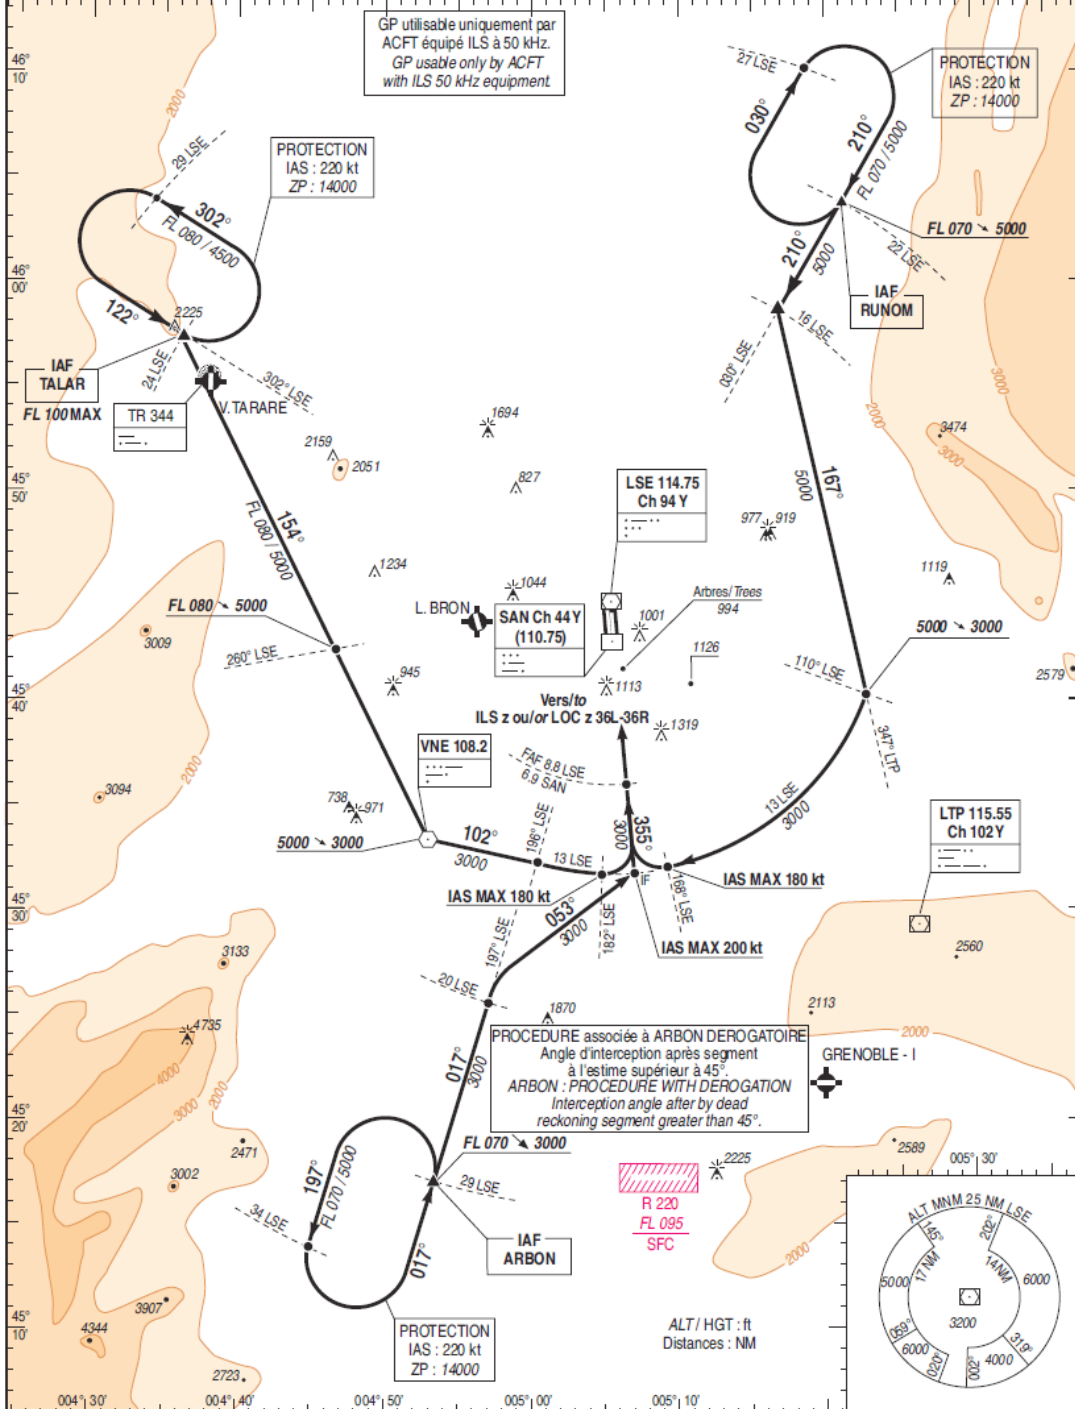 GP utilisable uniquement par
ACFT équipé ILS à 50 kHz.
GP usable only by ACFT
with ILS 50 kHz equipment.
46°
10'
2000
29 LSE
PROTECTION
IAS : 220 kt
ZP : 14000
302°
FL 080 / 4500
122°
2225
24 LSE
302° LSE
IAF
TALAR
FL 100 MAX
TR 344
V.TARARE
27 LSE
030°
210°
FL 070 / 5000
PROTECTION
IAS : 220 kt
ZP : 14000
FL 070 ↘ 5000
22 LSE
IAF
RUNOM
210°
5000
16 LSE
030° LSE
46°
00'
3000
2000
3474
3000
1694
2159
2051
827
45°
50'
154°
FL 080 / 5000
LSE 114.75
Ch 94 Y
167°
5000
977
919
1119
1234
1044
L. BRON
SAN Ch 44 Y
(110.75)
1001
Arbres/Trees
994
1126
1113
FL 080 ↘ 5000
3009
260° LSE
945
5000 ↘ 3000
110° LSE
2579
45°
40'
Vers/to
ILS z ou/or LOC z 36L-36R
1319
347° LTP
VNE 108.2
FAF 8.8 LSE
6.9 SAN
2000
3094
738
971
13 LSE
3000
LTP 115.55
Ch 102 Y
5000 ↘ 3000
102°
3000
196° LSE
13 LSE
3000
355°
IF
168° LSE
IAS MAX 180 kt
IAS MAX 180 kt
45°
30'
053°
3000
182° LSE
IAS MAX 200 kt
197° LSE
20 LSE
3133
2560
2113
2000
4735
4000
3000
2000
1870
PROCEDURE associée à ARBON DEROGATOIRE
Angle d'interception après segment
à l'estime supérieur à 45°.
ARBON : PROCEDURE WITH DEROGATION
Interception angle after by dead
reckoning segment greater than 45°.
GRENOBLE - I
017°
3000
45°
20'
2471
3002
FL 070 ↘ 3000
197°
FL 070 / 5000
29 LSE
34 LSE
017°
IAF
ARBON
2225
R 220
FL 095
SFC
2589
2000
005° 30'
ALT MNM 25 NM LSE
145°
202°
17 NM
14 NM
5000
6000
3200
059°
6000
020°
002°
4000
319°
45°
10'
3907
4344
2723
PROTECTION
IAS : 220 kt
ZP : 14000
ALT / HGT : ft
Distances : NM
004° 30'
004° 40'
004° 50'
005° 00'
005° 10'